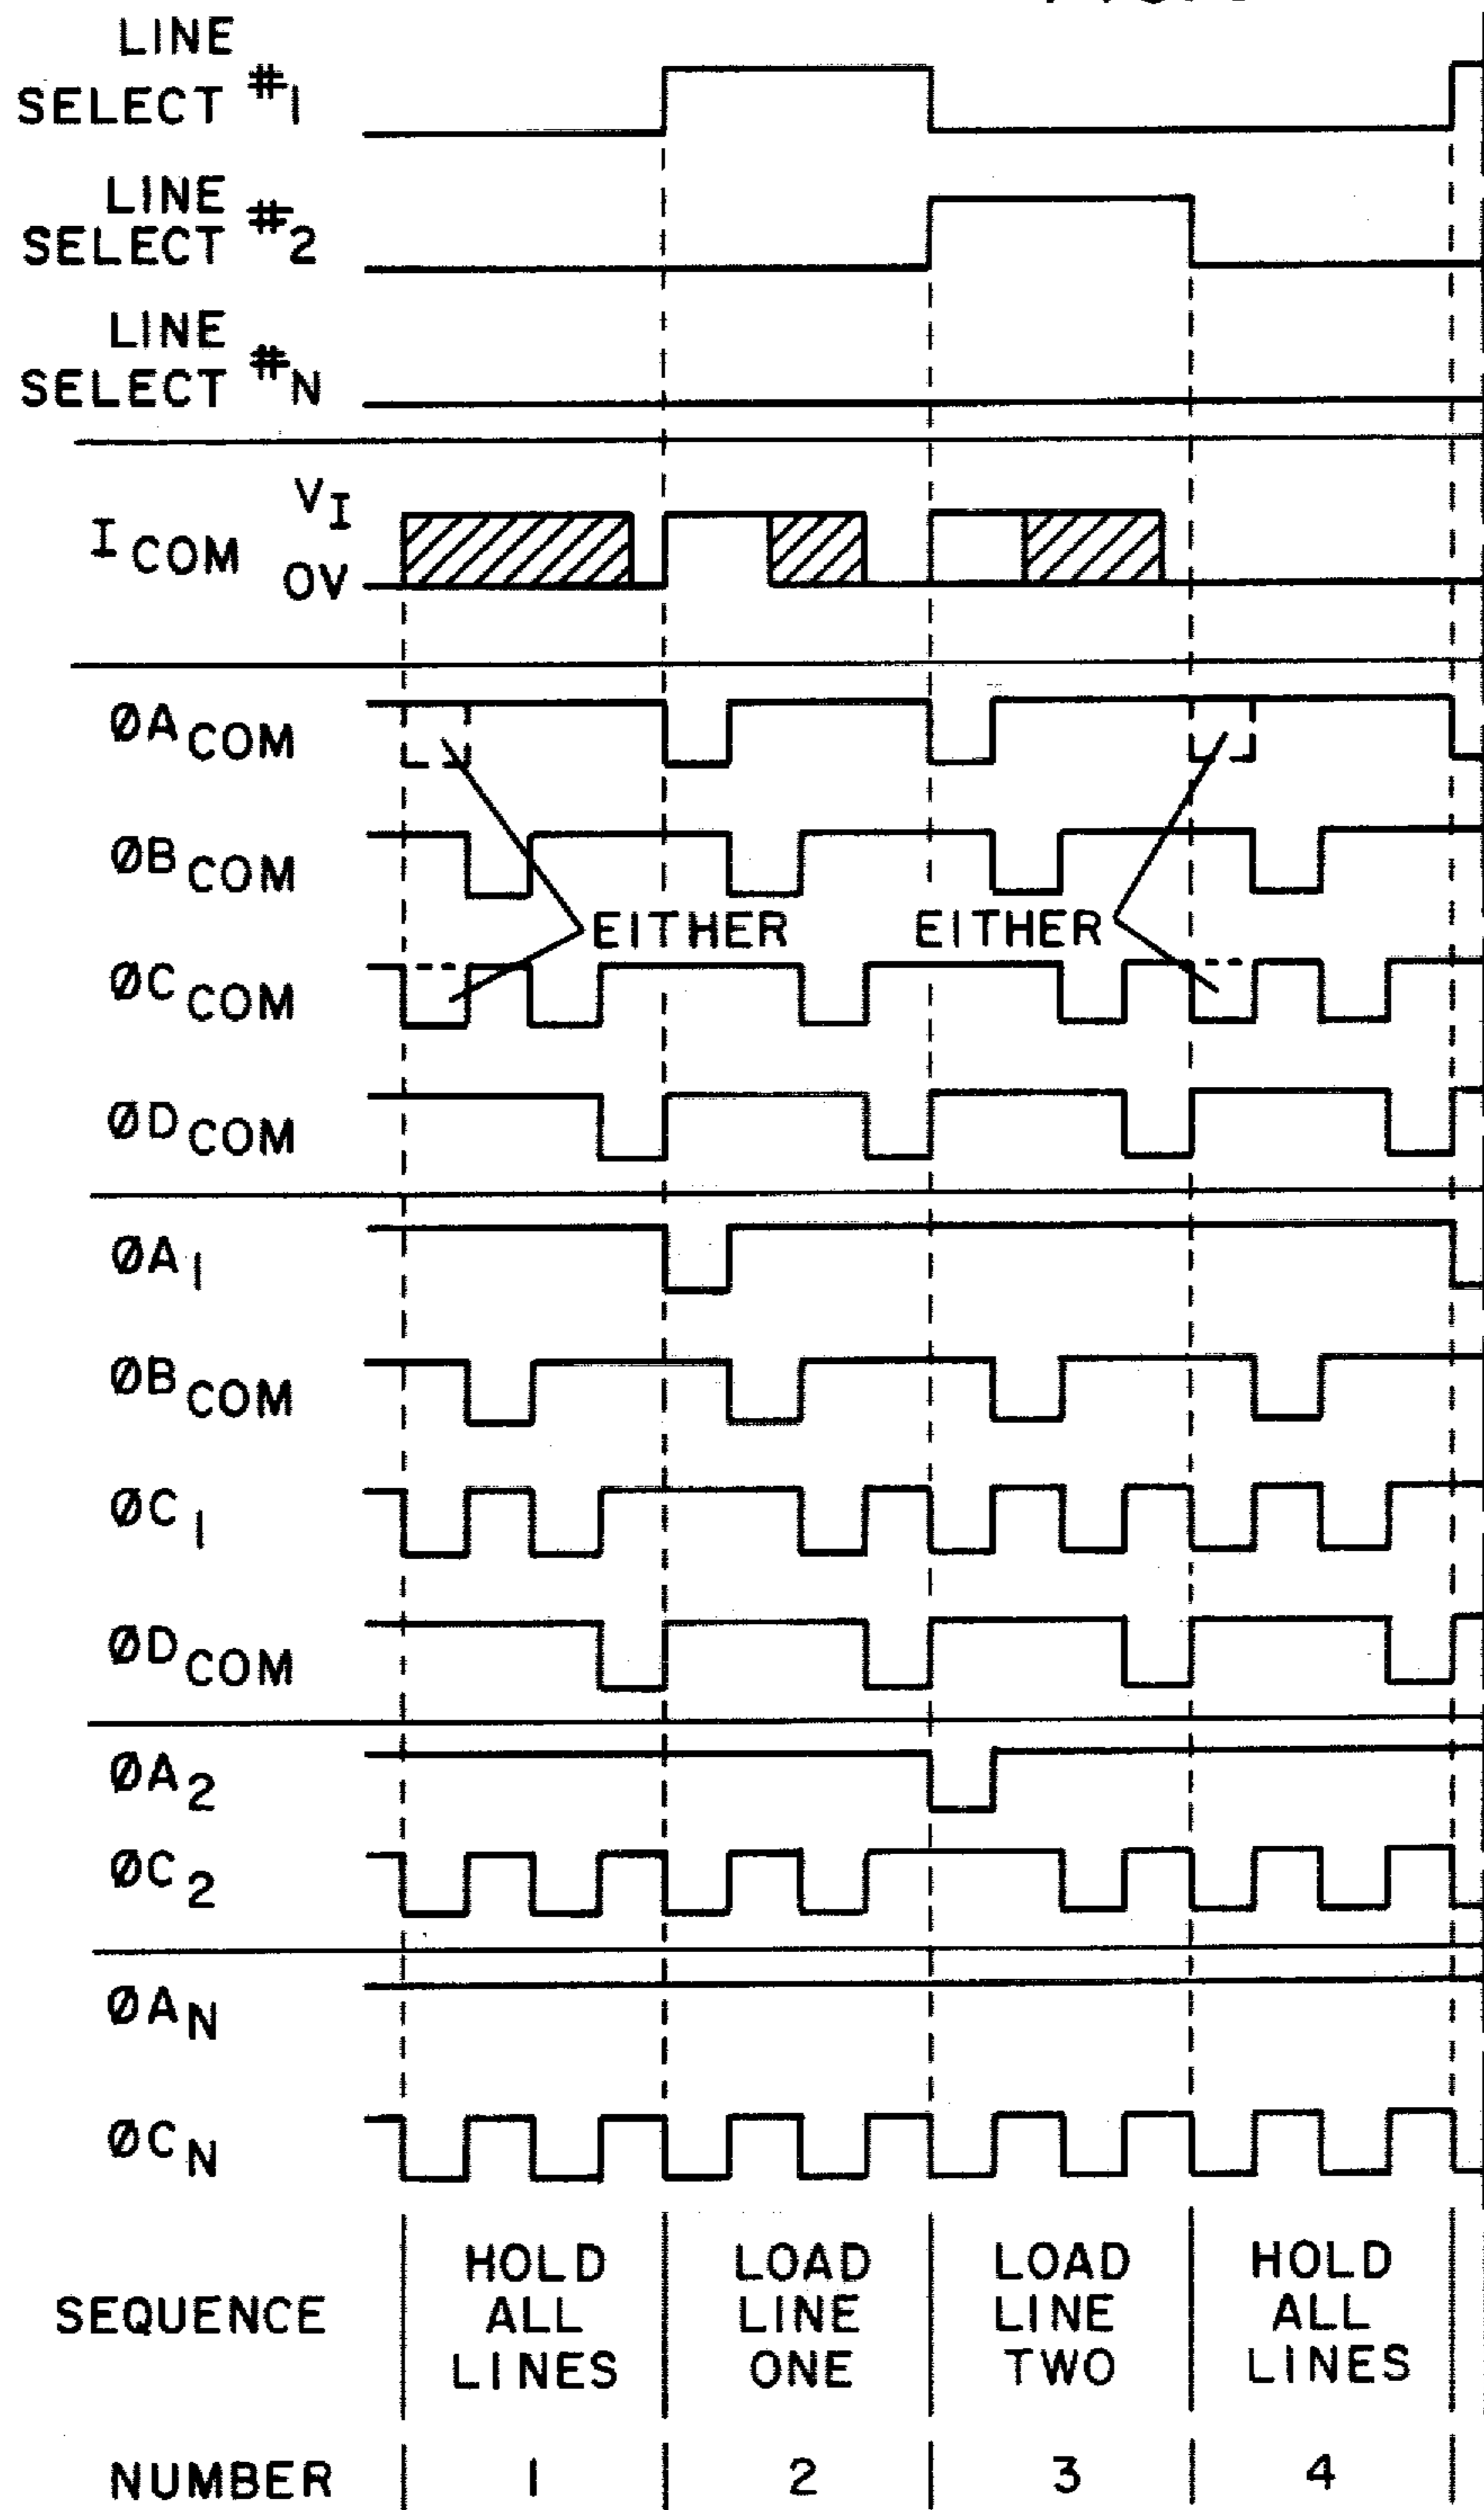 LINE
SELECT #1
LINE
SELECT #2
LINE
SELECT #N
I COM
VI
OV
ØA COM
ØB COM
EITHER
EITHER
ØC COM
ØD COM
ØA 1
ØB COM
ØC 1
ØD COM
ØA 2
ØC 2
ØA N
ØC N
SEQUENCE
HOLD
ALL
LINES
LOAD
LINE
ONE
LOAD
LINE
TWO
HOLD
ALL
LINES
NUMBER 1 2 3 4